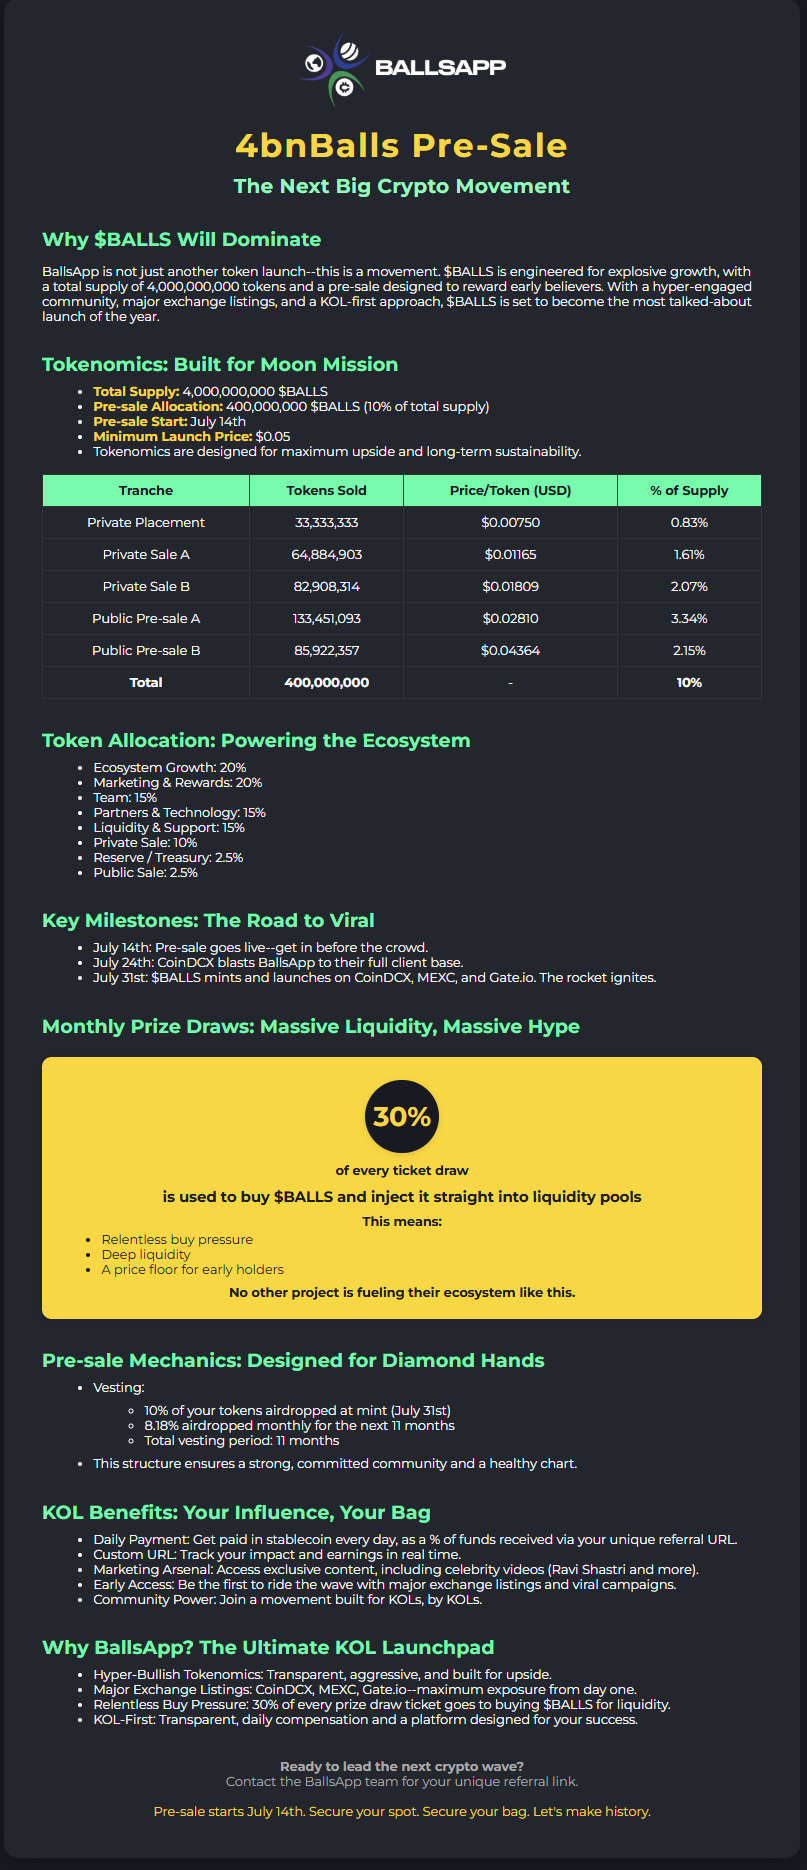 BALLSAPP
4bnBalls Pre-Sale
The Next Big Crypto Movement
Why $BALLS Will Dominate
BallsApp is not just another token launch--this is a movement. $BALLS is engineered for explosive growth, with
a total supply of 4,000,000,000 tokens and a pre-sale designed to reward early believers. With a hyper-engaged
community, major exchange listings, and a KOL-first approach, $BALLS is set to become the most talked-about
launch of the year.
Tokenomics: Built for Moon Mission
• Total Supply: 4,000,000,000 $BALLS
• Pre-sale Allocation: 400,000,000 $BALLS (10% of total supply)
• Pre-sale Start: July 14th
• Minimum Launch Price: $0.05
• Tokenomics are designed for maximum upside and long-term sustainability.
Tranche Tokens Sold Price/Token (USD) % of Supply
Private Placement 33,333,333 $0.00750 0.83%
Private Sale A 64,884,903 $0.01165 1.61%
Private Sale B 82,908,314 $0.01809 2.07%
Public Pre-sale A 133,451,093 $0.02810 3.34%
Public Pre-sale B 85,922,357 $0.04364 2.15%
Total 400,000,000 - 10%
Token Allocation: Powering the Ecosystem
• Ecosystem Growth: 20%
• Marketing & Rewards: 20%
• Team: 15%
• Partners & Technology: 15%
• Liquidity & Support: 15%
• Private Sale: 10%
• Reserve / Treasury: 2.5%
• Public Sale: 2.5%
Key Milestones: The Road to Viral
• July 14th: Pre-sale goes live--get in before the crowd.
• July 24th: CoinDCX blasts BallsApp to their full client base.
• July 31st: $BALLS mints and launches on CoinDCX, MEXC, and Gate.io. The rocket ignites.
Monthly Prize Draws: Massive Liquidity, Massive Hype
30%
of every ticket draw
is used to buy $BALLS and inject it straight into liquidity pools
This means:
• Relentless buy pressure
• Deep liquidity
• A price floor for early holders
No other project is fueling their ecosystem like this.
Pre-sale Mechanics: Designed for Diamond Hands
• Vesting:
◦ 10% of your tokens airdropped at mint (July 31st)
◦ 8.18% airdropped monthly for the next 11 months
◦ Total vesting period: 11 months
• This structure ensures a strong, committed community and a healthy chart.
KOL Benefits: Your Influence, Your Bag
• Daily Payment: Get paid in stablecoin every day, as a % of funds received via your unique referral URL.
• Custom URL: Track your impact and earnings in real time.
• Marketing Arsenal: Access exclusive content, including celebrity videos (Ravi Shastri and more).
• Early Access: Be the first to ride the wave with major exchange listings and viral campaigns.
• Community Power: Join a movement built for KOLs, by KOLs.
Why BallsApp? The Ultimate KOL Launchpad
• Hyper-Bullish Tokenomics: Transparent, aggressive, and built for upside.
• Major Exchange Listings: CoinDCX, MEXC, Gate.io--maximum exposure from day one.
• Relentless Buy Pressure: 30% of every prize draw ticket goes to buying $BALLS for liquidity.
• KOL-First: Transparent, daily compensation and a platform designed for your success.
Ready to lead the next crypto wave?
Contact the BallsApp team for your unique referral link.
Pre-sale starts July 14th. Secure your spot. Secure your bag. Let's make history.